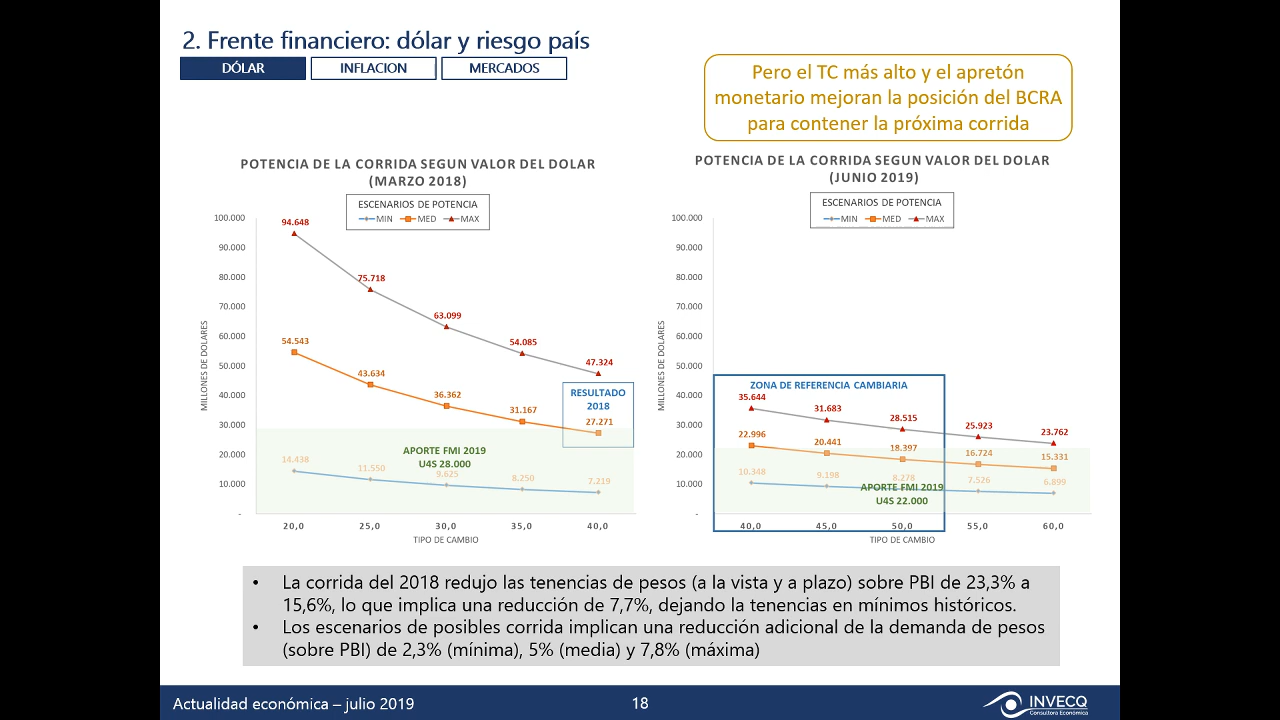 2. Frente financiero: dólar y riesgo país
DÓLAR
INFLACION
MERCADOS
Pero el TC más alto y el apretón
monetario mejoran la posición del BCRA
para contener la próxima corrida
POTENCIA DE LA CORRIDA SEGUN VALOR DEL DOLAR
(MARZO 2018)
ESCENARIOS DE POTENCIA
MIN MED MAX
MILLONES DE DOLARES
100.000
90.000
80.000
70.000
60.000
50.000
40.000
30.000
20.000
10.000
-
94.648
75.718
63.099
54.085
47.324
54.543
43.634
36.362
31.167
RESULTADO
2018
27.271
APORTE FMI 2019
U4S 28.000
14.438
11.550
9.625
8.250
7.219
20,0 25,0 30,0 35,0 40,0
TIPO DE CAMBIO
POTENCIA DE LA CORRIDA SEGUN VALOR DEL DOLAR
(JUNIO 2019)
ESCENARIOS DE POTENCIA
MIN MED MAX
MILLONES DE DOLARES
100.000
90.000
80.000
70.000
60.000
50.000
40.000
30.000
20.000
10.000
-
ZONA DE REFERENCIA CAMBIARIA
35.644
31.683
28.515
25.923
23.762
22.996
20.441
18.397
16.724
15.331
10.348
9.198
8.278
7.526
6.899
APORTE FMI 2019
U4S 22.000
40,0 45,0 50,0 55,0 60,0
TIPO DE CAMBIO
• La corrida del 2018 redujo las tenencias de pesos (a la vista y a plazo) sobre PBI de 23,3% a
15,6%, lo que implica una reducción de 7,7%, dejando la tenencias en mínimos históricos.
• Los escenarios de posibles corrida implican una reducción adicional de la demanda de pesos
(sobre PBI) de 2,3% (mínima), 5% (media) y 7,8% (máxima)
Actualidad económica – julio 2019
18
INVECQ
Consultora Económica